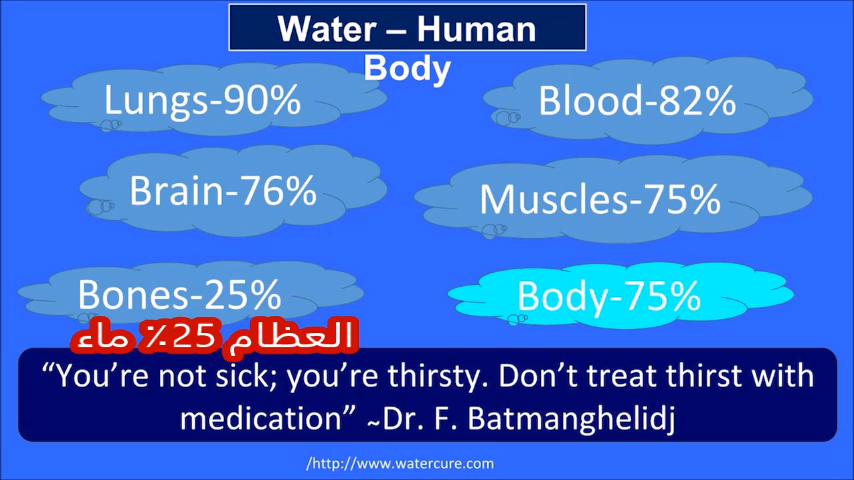 Water – Human
Body
Lungs-90%
Blood-82%
Brain-76%
Muscles-75%
Bones-25%
Body-75%
العظام 25٪ ماء
“You’re not sick; you’re thirsty. Don’t treat thirst with
medication” ~Dr. F. Batmanghelidj
/http://www.watercure.com